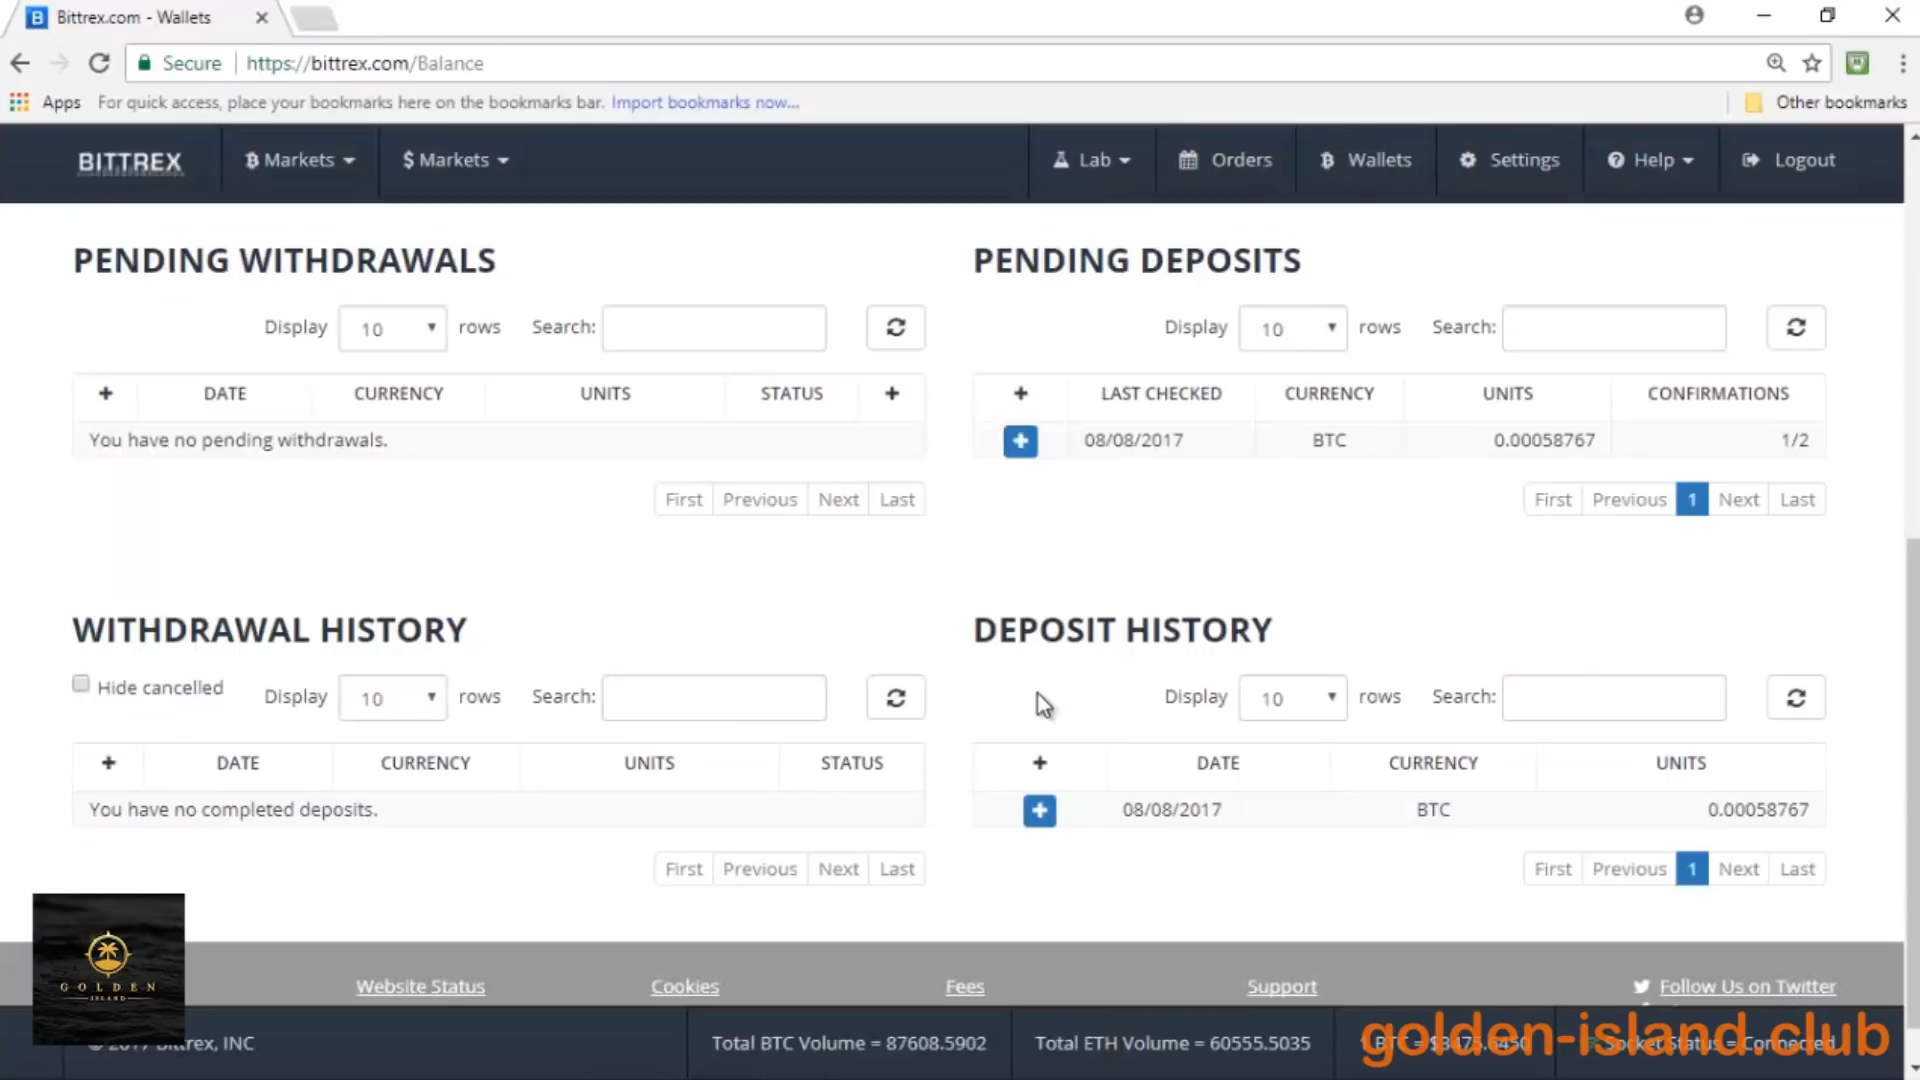 Bittrex.com - Wallets
Secure https://bittrex.com/Balance
Apps For quick access, place your bookmarks here on the bookmarks bar. Import bookmarks now... Other bookmarks
BITTREX Markets $ Markets Lab Orders Wallets Settings Help Logout
PENDING WITHDRAWALS
Display 10 rows Search:
DATE CURRENCY UNITS STATUS
You have no pending withdrawals.
First Previous Next Last
PENDING DEPOSITS
Display 10 rows Search:
LAST CHECKED CURRENCY UNITS CONFIRMATIONS
08/08/2017 BTC 0.00058767 1/2
First Previous 1 Next Last
WITHDRAWAL HISTORY
Hide cancelled Display 10 rows Search:
DATE CURRENCY UNITS STATUS
You have no completed deposits.
First Previous Next Last
DEPOSIT HISTORY
Display 10 rows Search:
DATE CURRENCY UNITS
08/08/2017 BTC 0.00058767
First Previous 1 Next Last
GOLDEN
ISLAND
Website Status Cookies Fees Support Follow Us on Twitter
© 2017 Bittrex, INC Total BTC Volume = 87608.5902 Total ETH Volume = 60555.5035
Socket Status = Connected
golden-island.club